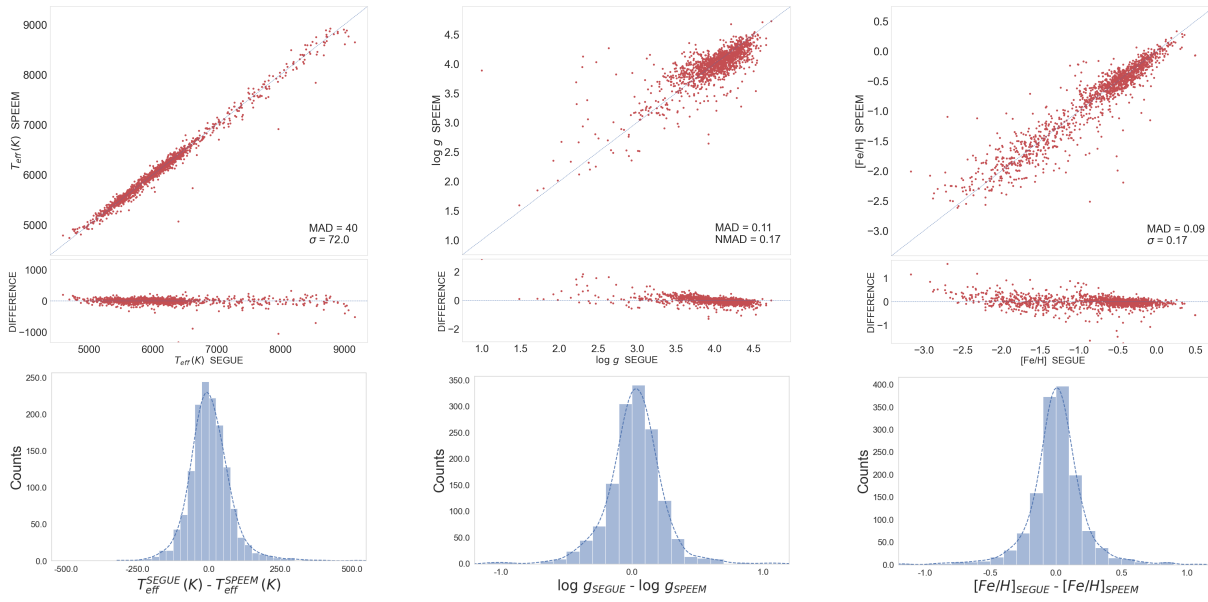 9000
8000
7000
6000
5000
T_eff (K) SPEEM
MAD = 40
σ = 72.0
1000
0
−1000
DIFFERENCE
5000 6000 7000 8000 9000
T_eff (K) SEGUE
250.0
200.0
150.0
100.0
50.0
0.0
Counts
-500.0 -250.0 0.0 250.0 500.0
T_eff^SEGUE (K) - T_eff^SPEEM (K)
4.5
4.0
3.5
3.0
2.5
2.0
1.5
1.0
log g SPEEM
MAD = 0.11
NMAD = 0.17
2
0
−2
DIFFERENCE
1.0 1.5 2.0 2.5 3.0 3.5 4.0 4.5
log g SEGUE
350.0
300.0
250.0
200.0
150.0
100.0
50.0
0.0
Counts
-1.0 0.0 1.0
log g_SEGUE - log g_SPEEM
0.5
0.0
−0.5
−1.0
−1.5
−2.0
−2.5
−3.0
[Fe/H] SPEEM
MAD = 0.09
σ = 0.17
1
0
−1
DIFFERENCE
−3.0 −2.5 −2.0 −1.5 −1.0 −0.5 0.0 0.5
[Fe/H] SEGUE
400.0
350.0
300.0
250.0
200.0
150.0
100.0
50.0
0.0
Counts
-1.0 -0.5 0.0 0.5 1.0
[Fe/H]_SEGUE - [Fe/H]_SPEEM